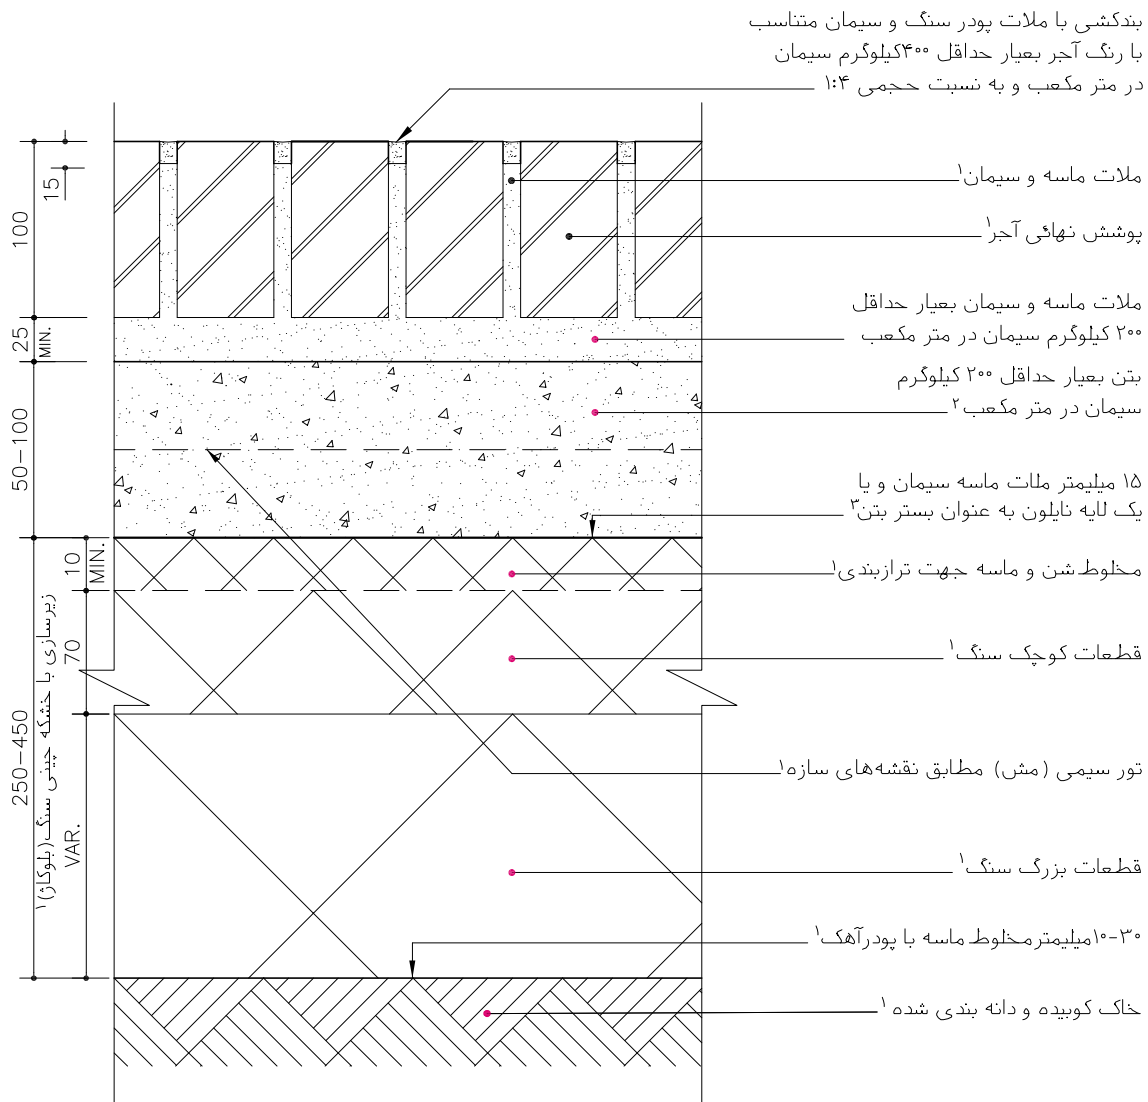 بندکشی با ملات پودر سنگ و سیمان متناسب
با رنگ آجر بعیار حداقل ۴۰۰کیلوگرم سیمان
در متر مکعب و به نسبت حجمی ۱:۴
ملات ماسه و سیمان۱
پوشش نهائی آجر۱
ملات ماسه و سیمان بعیار حداقل
۲۰۰ کیلوگرم سیمان در متر مکعب
بتن بعیار حداقل ۲۰۰ کیلوگرم
سیمان در متر مکعب۲
۱۵ میلیمتر ملات ماسه سیمان و یا
یک لایه نایلون به عنوان بستر بتن۳
مخلوط شن و ماسه جهت ترازبندی۱
قطعات کوچک سنگ۱
تور سیمی (مش) مطابق نقشه‌های سازه۱
قطعات بزرگ سنگ۱
۱۰-۳۰میلیمترمخلوط ماسه با پودرآهک۱
خاک کوبیده و دانه بندی شده ۱
15
100
25
MIN.
50-100
10
MIN.
70
250-450
زیرسازی با خشکه چینی سنگ(بلوکاژ)۱
VAR.